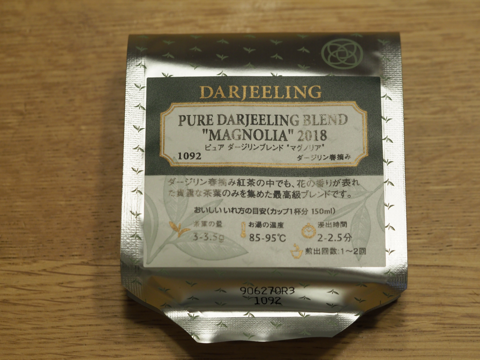 DARJEELING
PURE DARJEELING BLEND
"MAGNOLIA" 2018
ピュア ダージリンブレンド "マグノリア"
1092 ダージリン春摘み
ダージリン春摘み紅茶の中でも、花の香りが表れ
た貴重な茶葉のみを集めた最高級ブレンドです。
おいしいいれ方の目安(カップ1杯分 150ml)
茶葉の量 お湯の温度 浸出時間
3-3.5g 85-95℃ 2-2.5分
煎出回数:1~2回
906270R3
1092